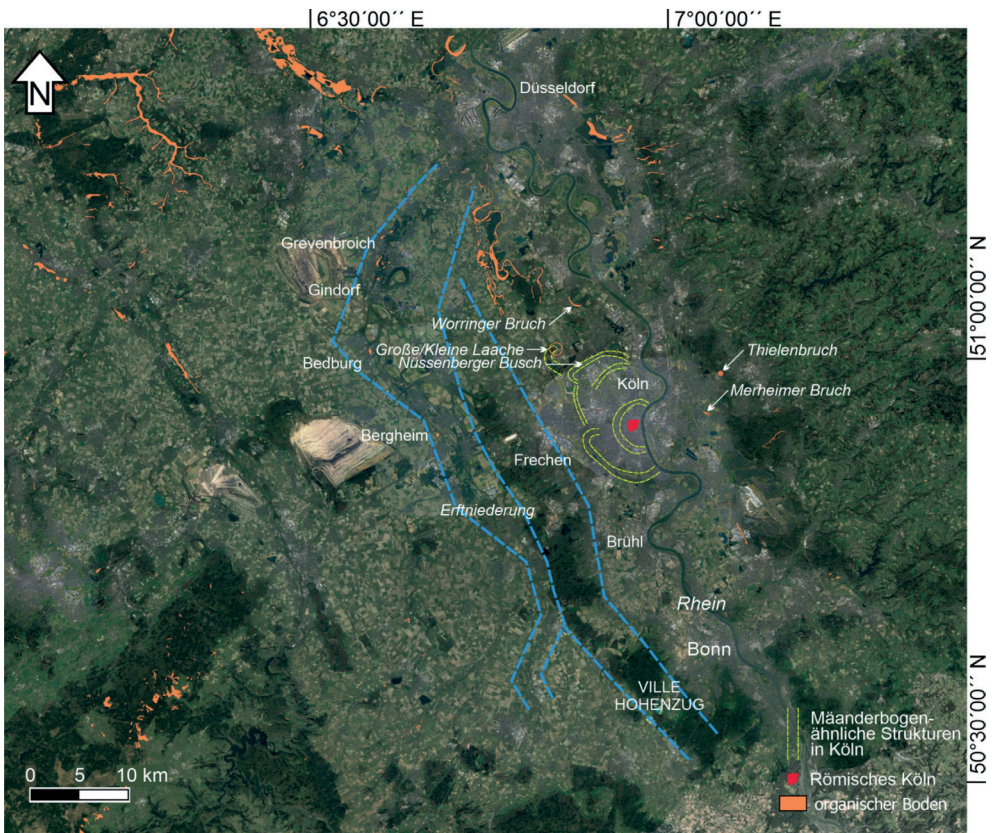 6°30′00′′ E
7°00′00′′ E
N
Düsseldorf
Grevenbroich
Gindorf
51°00′00′′ N
Worringer Bruch
Große/Kleine Laache
Nüssenberger Busch
Thielenbruch
Bedburg
Köln
Merheimer Bruch
Bergheim
Frechen
Erftniederung
Brühl
Rhein
Bonn
VILLE
HOHENZUG
50°30′00′′ N
Mäanderbogen-
ähnliche Strukturen
in Köln
Römisches Köln
organischer Boden
0 5 10 km